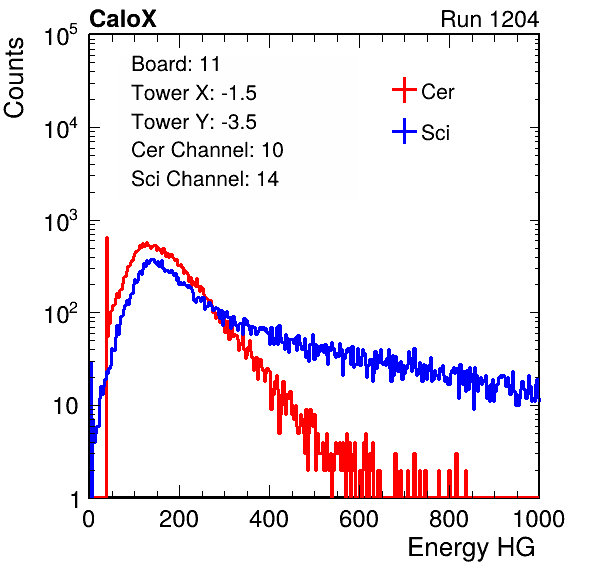 CaloX Run 1204
Counts
10^5
10^4
10^3
10^2
10
1
Board: 11
Tower X: -1.5
Tower Y: -3.5
Cer Channel: 10
Sci Channel: 14
Cer
Sci
0 200 400 600 800 1000
Energy HG